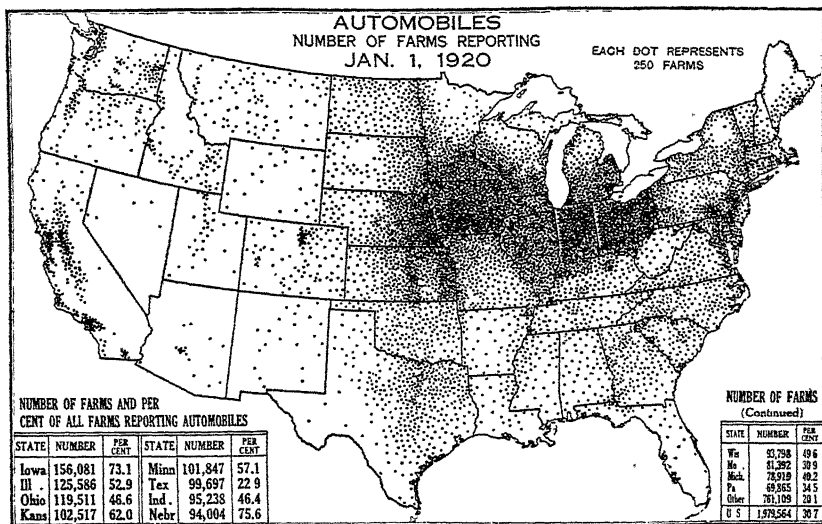 AUTOMOBILES
NUMBER OF FARMS REPORTING
JAN. 1, 1920
EACH DOT REPRESENTS
250 FARMS
NUMBER OF FARMS AND PER
CENT OF ALL FARMS REPORTING AUTOMOBILES
STATE NUMBER PER CENT STATE NUMBER PER CENT
Iowa 156,081 73.1 Minn 101,847 57.1
Ill. 125,586 52.9 Tex 99,697 22.9
Ohio 119,511 46.6 Ind. 95,238 46.4
Kans 102,517 62.0 Nebr 94,004 75.6
NUMBER OF FARMS
(Continued)
STATE NUMBER PER CENT
Wis 93,798 49.6
Mo. 81,392 30.9
Mich. 78,919 40.2
Pa 69,865 34.5
Other 761,109 20.1
U S 1,979,564 30.7